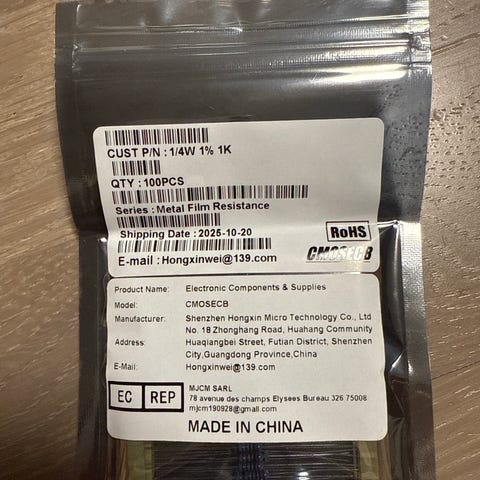 CUST P/N : 1/4W 1% 1K
QTY : 100PCS
Series : Metal Film Resistance
Shipping Date : 2025-10-20
RoHS
E-mail : Hongxinwei@139.com
CMOSECB
Product Name: Electronic Components & Supplies
Model: CMOSECB
Manufacturer: Shenzhen Hongxin Micro Technology Co., Ltd
No. 18 Zhonghang Road, Huahang Community
Address: Huaqiangbei Street, Futian District, Shenzhen
City,Guangdong Province,China
E-Mail: Hongxinwei@139.com
EC REP
MJCM SARL
78 avenue des champs Elysees Bureau 326 75008
mjcm190928@gmail.com
MADE IN CHINA